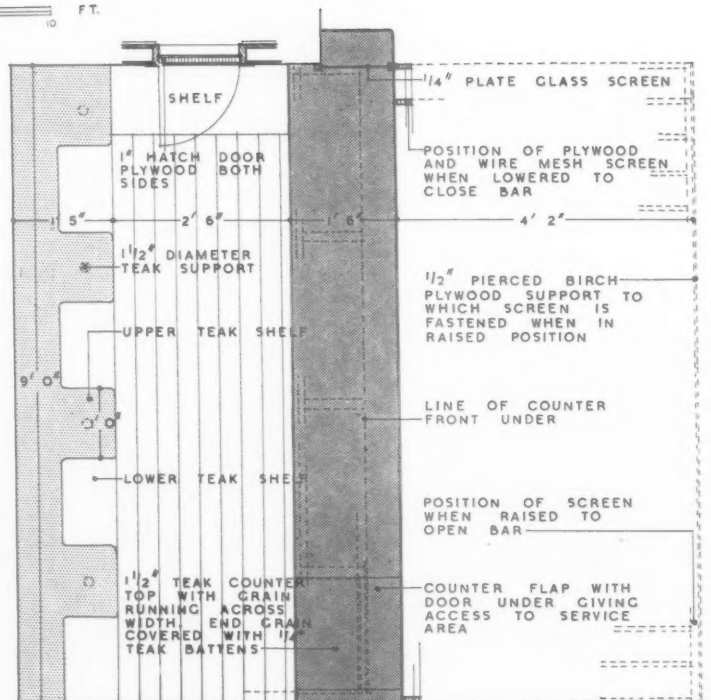 FT.
10
SHELF
1" HATCH DOOR
PLYWOOD BOTH
SIDES
1/4" PLATE GLASS SCREEN
POSITION OF PLYWOOD
AND WIRE MESH SCREEN
WHEN LOWERED TO
CLOSE BAR
1' 5"
2' 6"
1' 6"
4' 2"
1 1/2" DIAMETER
TEAK SUPPORT
1/2" PIERCED BIRCH
PLYWOOD SUPPORT TO
WHICH SCREEN IS
FASTENED WHEN IN
RAISED POSITION
UPPER TEAK SHELF
9' 0"
LINE OF COUNTER
FRONT UNDER
LOWER TEAK SHELF
POSITION OF SCREEN
WHEN RAISED TO
OPEN BAR
1 1/2" TEAK COUNTER
TOP WITH GRAIN
RUNNING ACROSS
WIDTH. END GRAIN
COVERED WITH 1/4"
TEAK BATTENS
COUNTER FLAP WITH
DOOR UNDER GIVING
ACCESS TO SERVICE
AREA